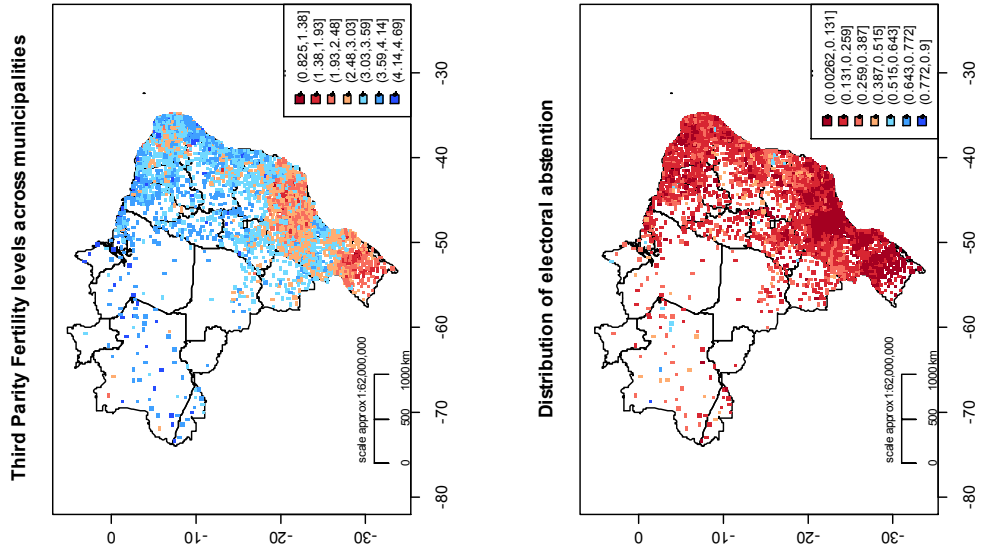 Third Parity Fertility levels across municipalities
(0.825,1.38]
(1.38,1.93]
(1.93,2.48]
(2.48,3.03]
(3.03,3.59]
(3.59,4.14]
(4.14,4.69]
scale approx 1:62,000,000
0 500 1000km
-80 -70 -60 -50 -40 -30
0
-10
-20
-30
Distribution of electoral abstention
(0.00262,0.131]
(0.131,0.259]
(0.259,0.387]
(0.387,0.515]
(0.515,0.643]
(0.643,0.772]
(0.772,0.9]
scale approx 1:62,000,000
0 500 1000km
-80 -70 -60 -50 -40 -30
0
-10
-20
-30